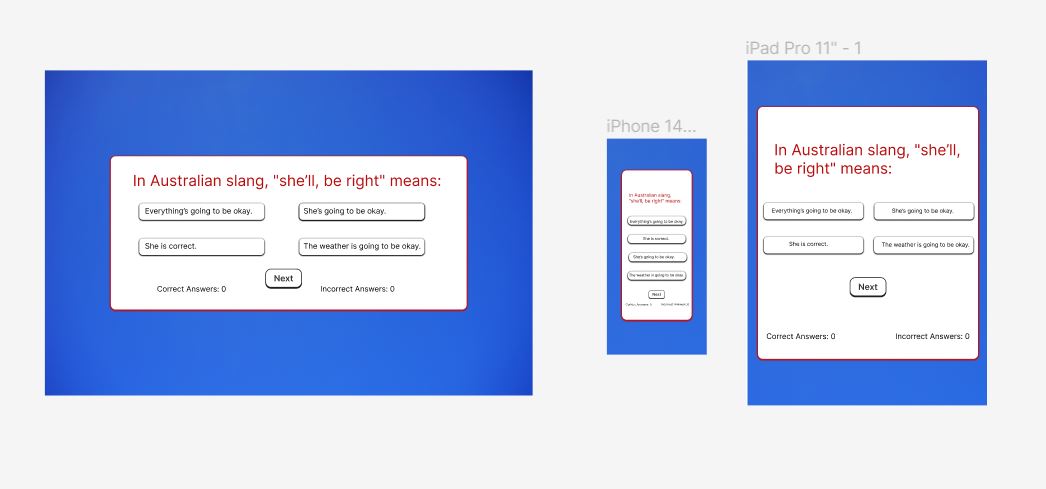 In Australian slang, "she'll, be right" means:
Everything's going to be okay.
She's going to be okay.
She is correct.
The weather is going to be okay.
Next
Correct Answers: 0
Incorrect Answers: 0
iPhone 14...
In Australian slang,
"she'll, be right" means:
Everything's going to be okay.
She is correct.
She's going to be okay.
The weather is going to be okay.
Next
Correct Answers: 0
Incorrect Answers: 0
iPad Pro 11" - 1
In Australian slang, "she'll,
be right" means:
Everything's going to be okay.
She's going to be okay.
She is correct.
The weather is going to be okay.
Next
Correct Answers: 0
Incorrect Answers: 0